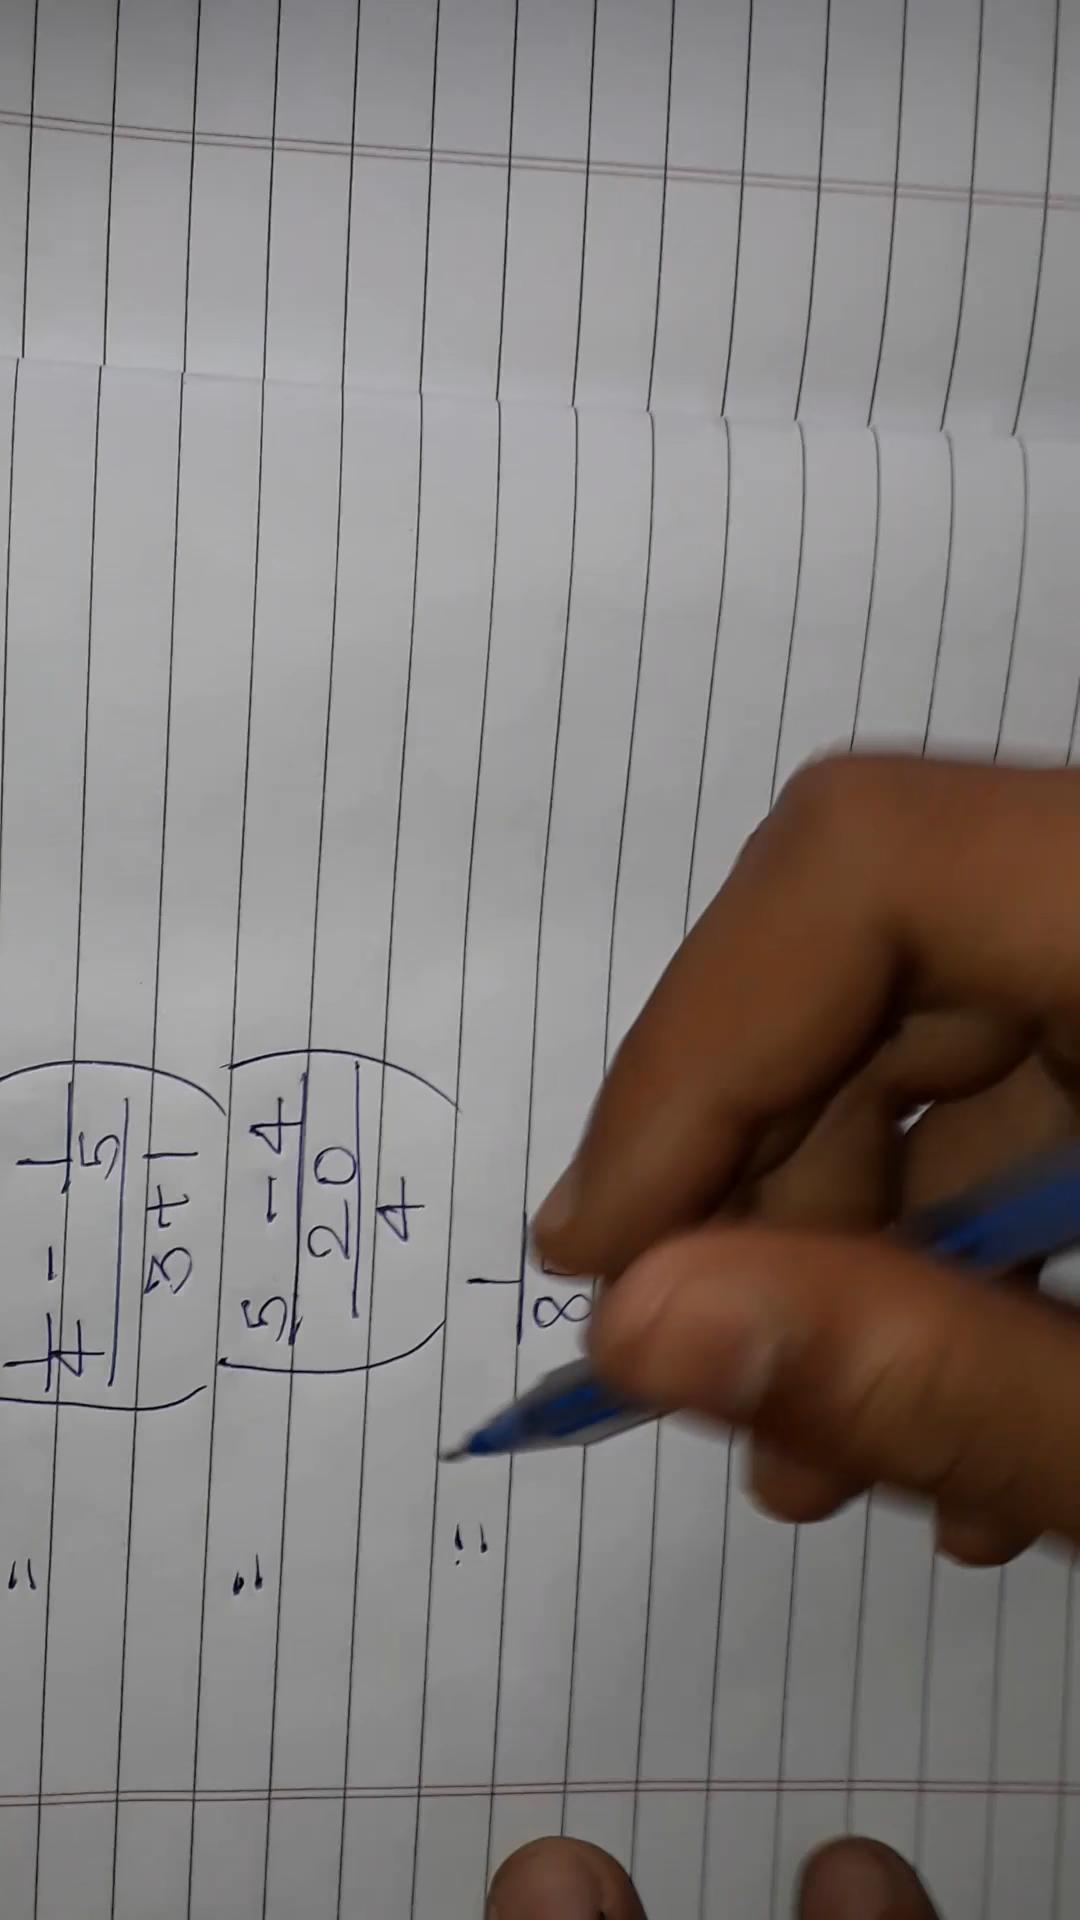 = ( 1/4 - 1/5
3+1 )
= ( 5 - 4
20
4 )
= 1
8